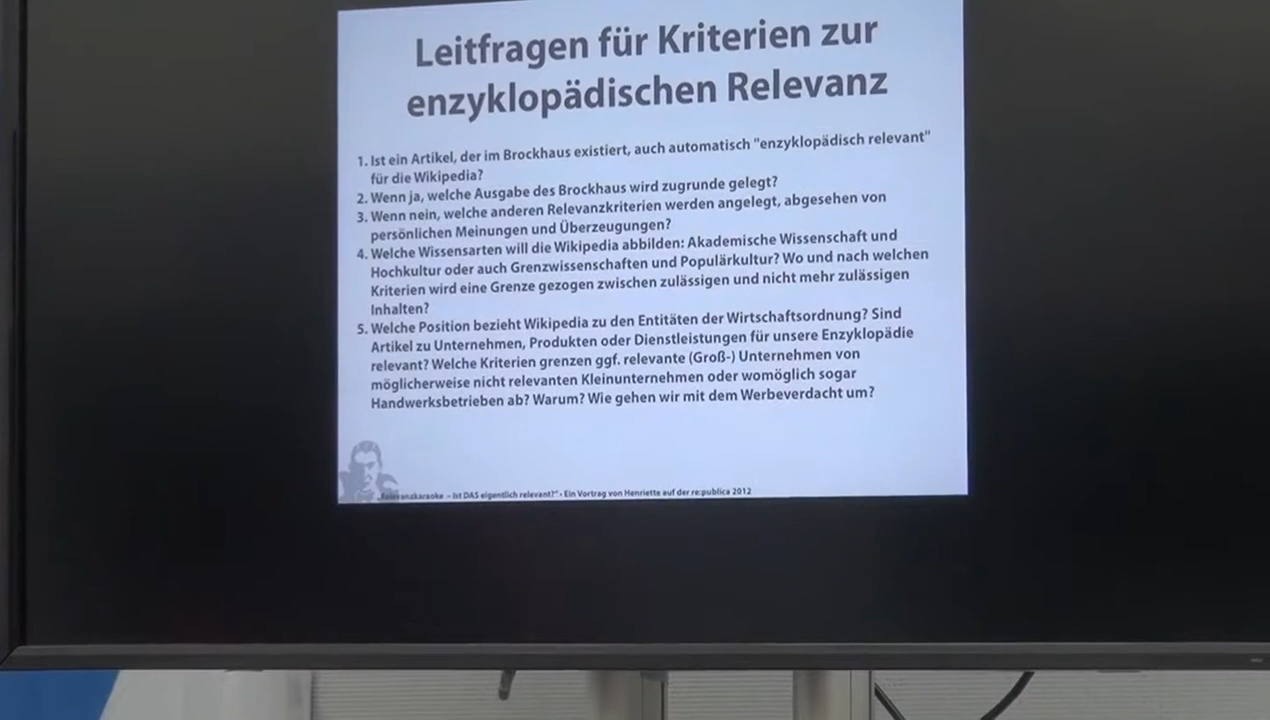 Leitfragen für Kriterien zur
enzyklopädischen Relevanz
1. Ist ein Artikel, der im Brockhaus existiert, auch automatisch "enzyklopädisch relevant"
für die Wikipedia?
2. Wenn ja, welche Ausgabe des Brockhaus wird zugrunde gelegt?
3. Wenn nein, welche anderen Relevanzkriterien werden angelegt, abgesehen von
persönlichen Meinungen und Überzeugungen?
4. Welche Wissensarten will die Wikipedia abbilden: Akademische Wissenschaft und
Hochkultur oder auch Grenzwissenschaften und Populärkultur? Wo und nach welchen
Kriterien wird eine Grenze gezogen zwischen zulässigen und nicht mehr zulässigen
Inhalten?
5. Welche Position bezieht Wikipedia zu den Entitäten der Wirtschaftsordnung? Sind
Artikel zu Unternehmen, Produkten oder Dienstleistungen für unsere Enzyklopädie
relevant? Welche Kriterien grenzen ggf. relevante (Groß-) Unternehmen von
möglicherweise nicht relevanten Kleinunternehmen oder womöglich sogar
Handwerksbetrieben ab? Warum? Wie gehen wir mit dem Werbeverdacht um?
„Relevanzkaraoke – Ist DAS eigentlich relevant?" - Ein Vortrag von Henriette auf der re:publica 2012